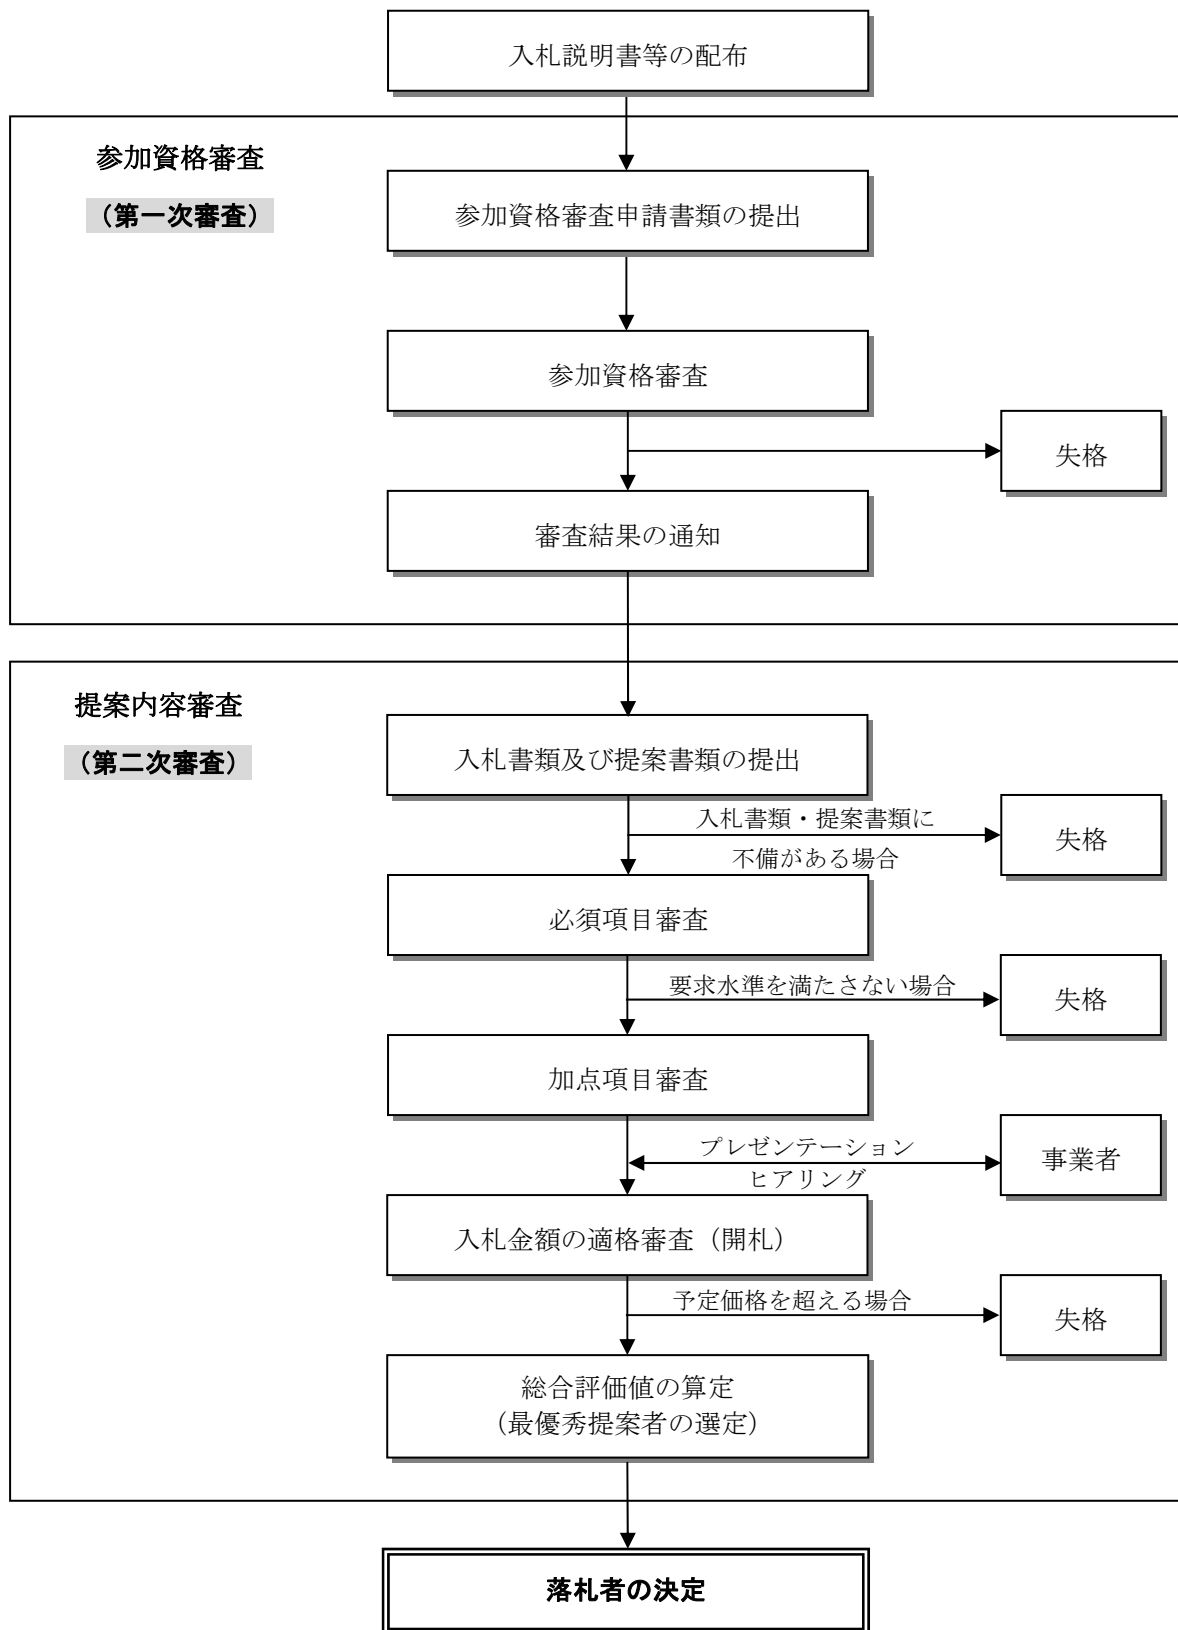 入札説明書等の配布
参加資格審査
（第一次審査）
参加資格審査申請書類の提出
参加資格審査
失格
審査結果の通知
提案内容審査
（第二次審査）
入札書類及び提案書類の提出
入札書類・提案書類に
不備がある場合
失格
必須項目審査
要求水準を満たさない場合
失格
加点項目審査
プレゼンテーション
ヒアリング
事業者
入札金額の適格審査（開札）
予定価格を超える場合
失格
総合評価値の算定
（最優秀提案者の選定）
落札者の決定